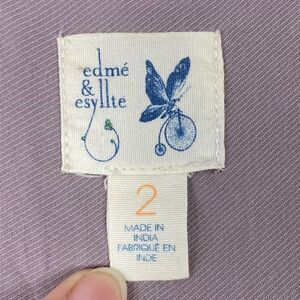 edmé
&
esyllte
2
MADE IN
INDIA
FABRIQUÉ EN
INDE